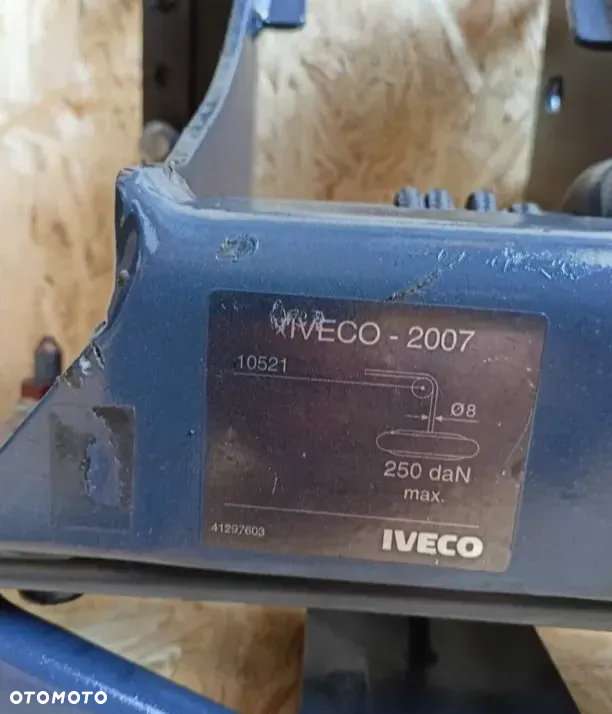 IVECO - 2007
10521
Ø8
250 daN
max.
41297603
IVECO
OTOMOTO